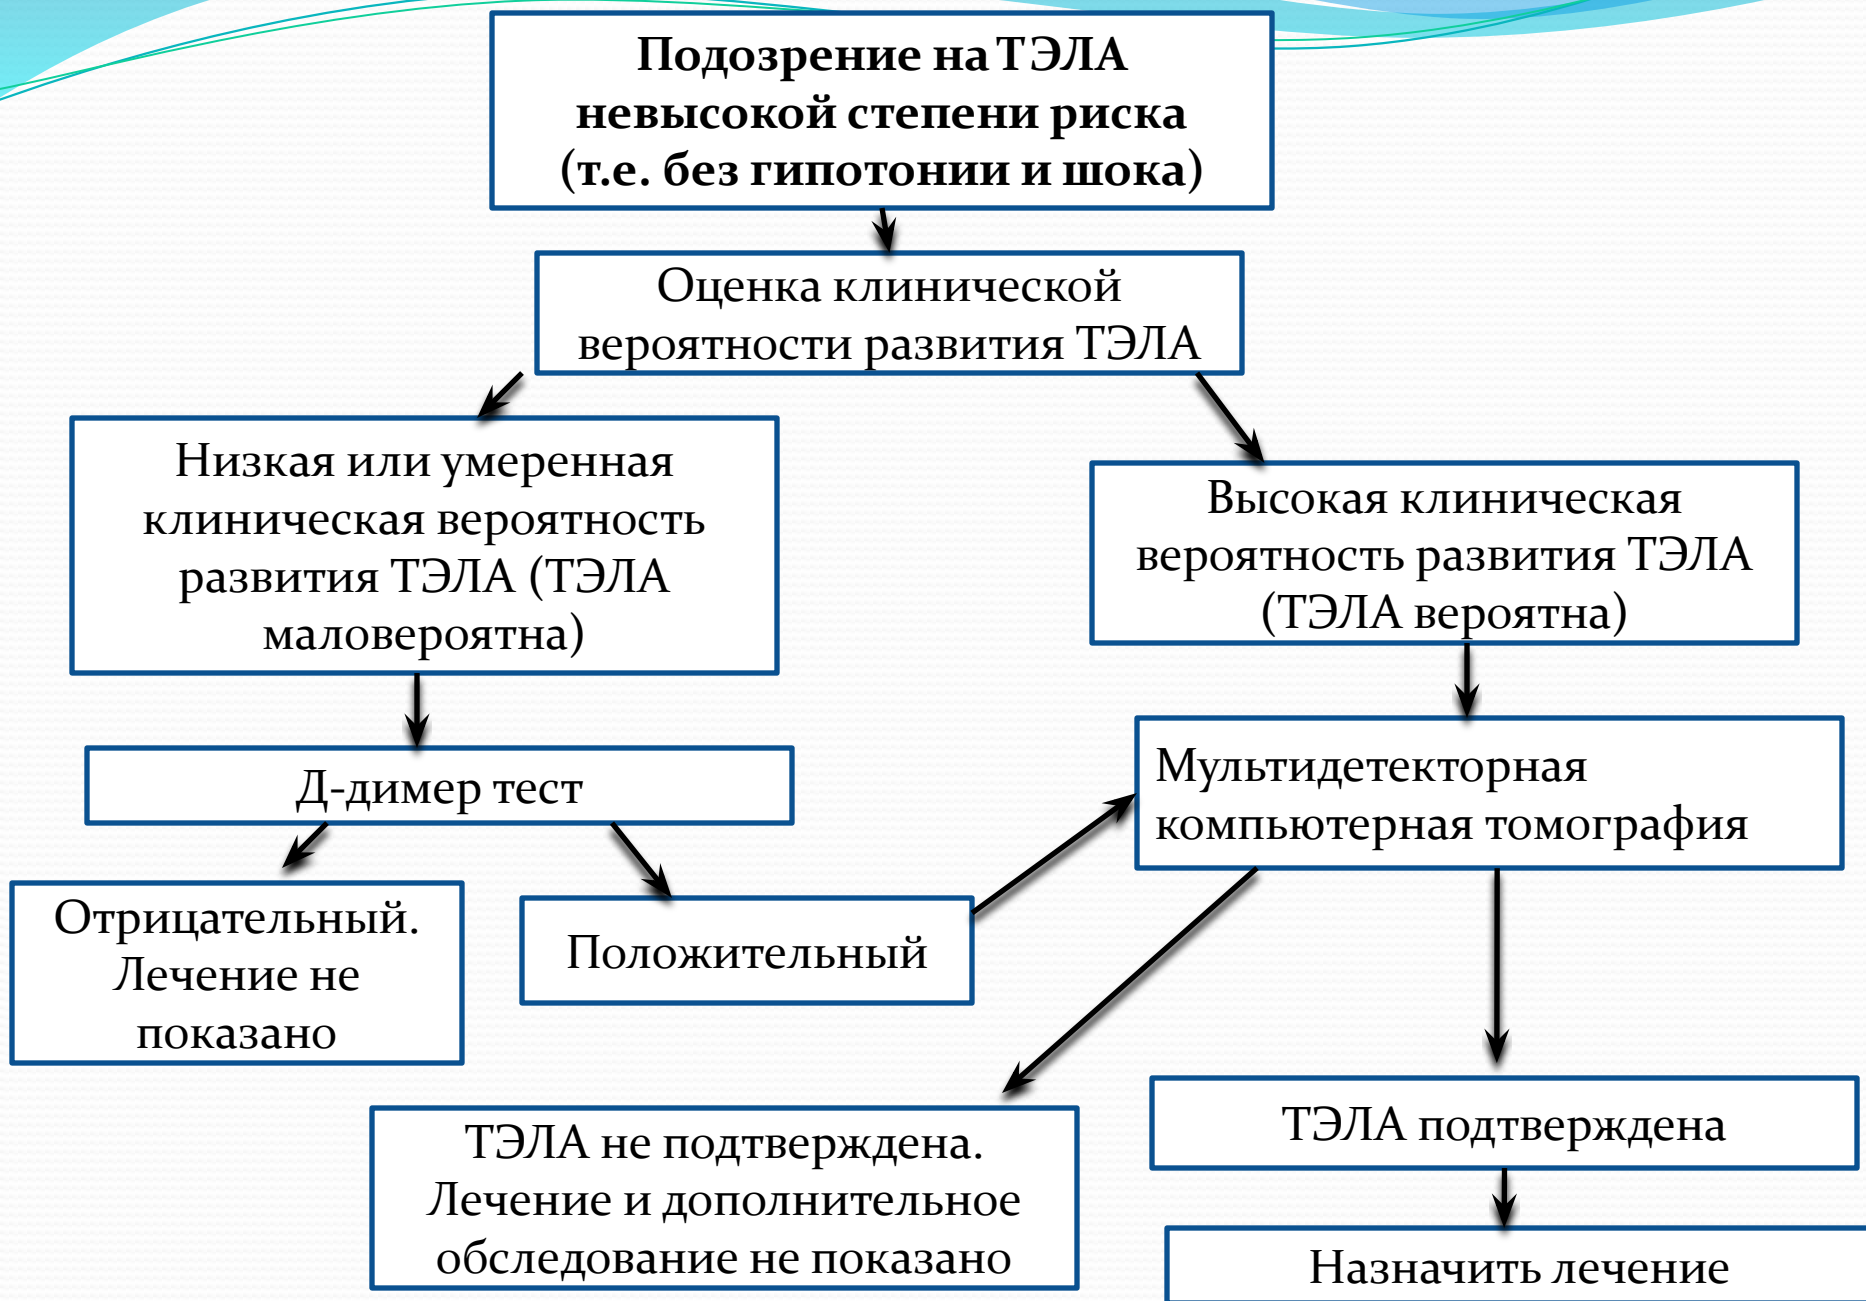 Подозрение на ТЭЛА
невысокой степени риска
(т.е. без гипотонии и шока)
Оценка клинической
вероятности развития ТЭЛА
Низкая или умеренная
клиническая вероятность
развития ТЭЛА (ТЭЛА
маловероятна)
Высокая клиническая
вероятность развития ТЭЛА
(ТЭЛА вероятна)
Д-димер тест
Мультидетекторная
компьютерная томография
Отрицательный.
Лечение не
показано
Положительный
ТЭЛА не подтверждена.
Лечение и дополнительное
обследование не показано
ТЭЛА подтверждена
Назначить лечение